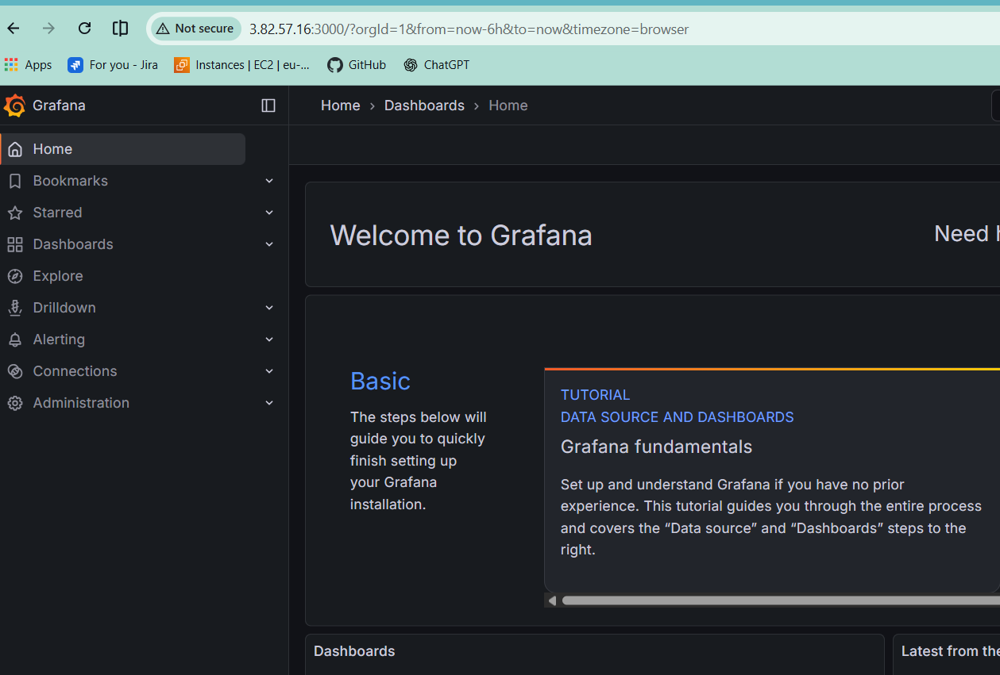 Not secure 3.82.57.16:3000/?orgId=1&from=now-6h&to=now&timezone=browser
Apps For you - Jira Instances | EC2 | eu-... GitHub ChatGPT
Grafana Home › Dashboards › Home
Home
Bookmarks
Starred
Dashboards
Explore
Drilldown
Alerting
Connections
Administration
Welcome to Grafana
Need
Basic
The steps below will
guide you to quickly
finish setting up
your Grafana
installation.
TUTORIAL
DATA SOURCE AND DASHBOARDS
Grafana fundamentals
Set up and understand Grafana if you have no prior
experience. This tutorial guides you through the entire process
and covers the “Data source” and “Dashboards” steps to the
right.
Dashboards
Latest from the